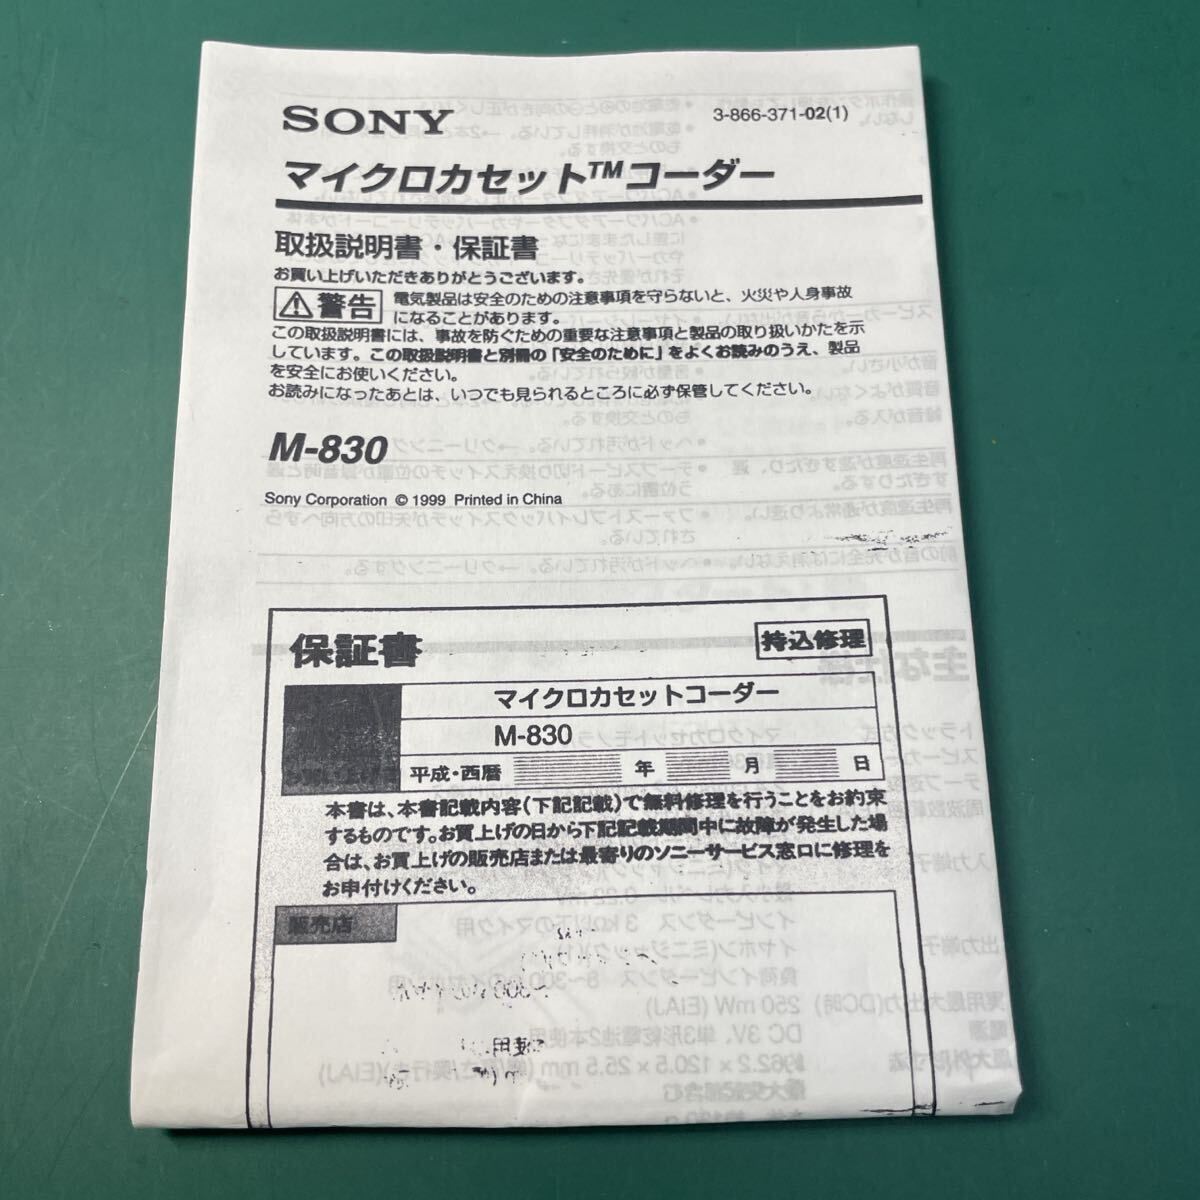 SONY
3-866-371-02(1)
マイクロカセット™コーダー
取扱説明書・保証書
お買い上げいただきありがとうございます。
警告
電気製品は安全のための注意事項を守らないと、火災や人身事故
になることがあります。
この取扱説明書には、事故を防ぐための重要な注意事項と製品の取り扱いかたを示
しています。この取扱説明書と別冊の「安全のために」をよくお読みのうえ、製品
を安全にお使いください。
お読みになったあとは、いつでも見られるところに必ず保管してください。
M-830
Sony Corporation © 1999 Printed in China
保証書
持込修理
マイクロカセットコーダー
M-830
平成・西暦 年 月 日
本書は、本書記載内容(下記記載)で無料修理を行うことをお約束
するものです。お買上げの日から下記記載期間中に故障が発生した場
合は、お買上げの販売店または最寄りのソニーサービス窓口に修理を
お申付けください。
販売店